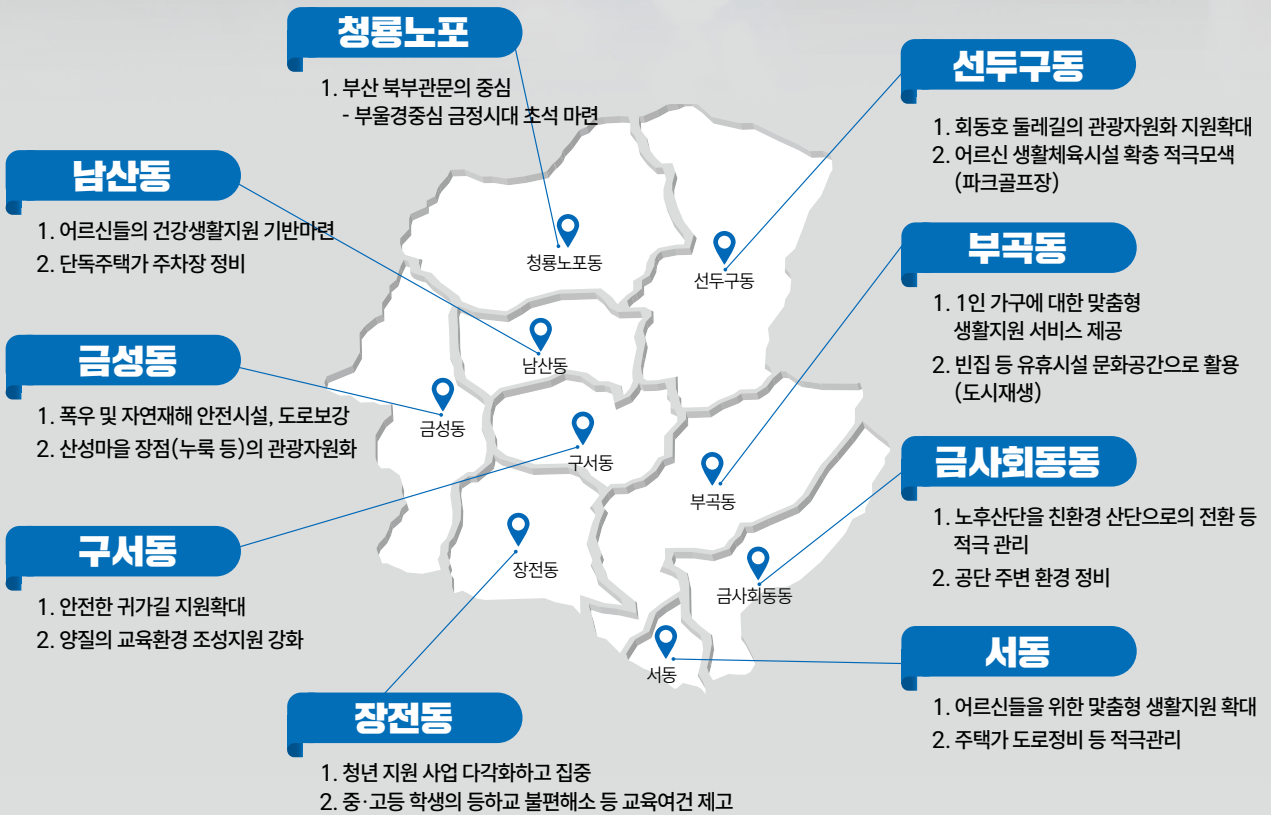 청룡노포
1. 부산 북부관문의 중심
- 부울경중심 금정시대 초석 마련
선두구동
1. 회동호 둘레길의 관광자원화 지원확대
2. 어르신 생활체육시설 확충 적극모색
(파크골프장)
남산동
1. 어르신들의 건강생활지원 기반마련
2. 단독주택가 주차장 정비
부곡동
1. 1인 가구에 대한 맞춤형
생활지원 서비스 제공
2. 빈집 등 유휴시설 문화공간으로 활용
(도시재생)
금성동
1. 폭우 및 자연재해 안전시설, 도로보강
2. 산성마을 장점(누룩 등)의 관광자원화
금사회동동
1. 노후산단을 친환경 산단으로의 전환 등
적극 관리
2. 공단 주변 환경 정비
구서동
1. 안전한 귀가길 지원확대
2. 양질의 교육환경 조성지원 강화
서동
1. 어르신들을 위한 맟춤형 생활지원 확대
2. 주택가 도로정비 등 적극관리
장전동
1. 청년 지원 사업 다각화하고 집중
2. 중·고등 학생의 등하교 불편해소 등 교육여건 제고
청룡노포동
선두구동
남산동
금성동
구서동
부곡동
장전동
금사회동동
서동